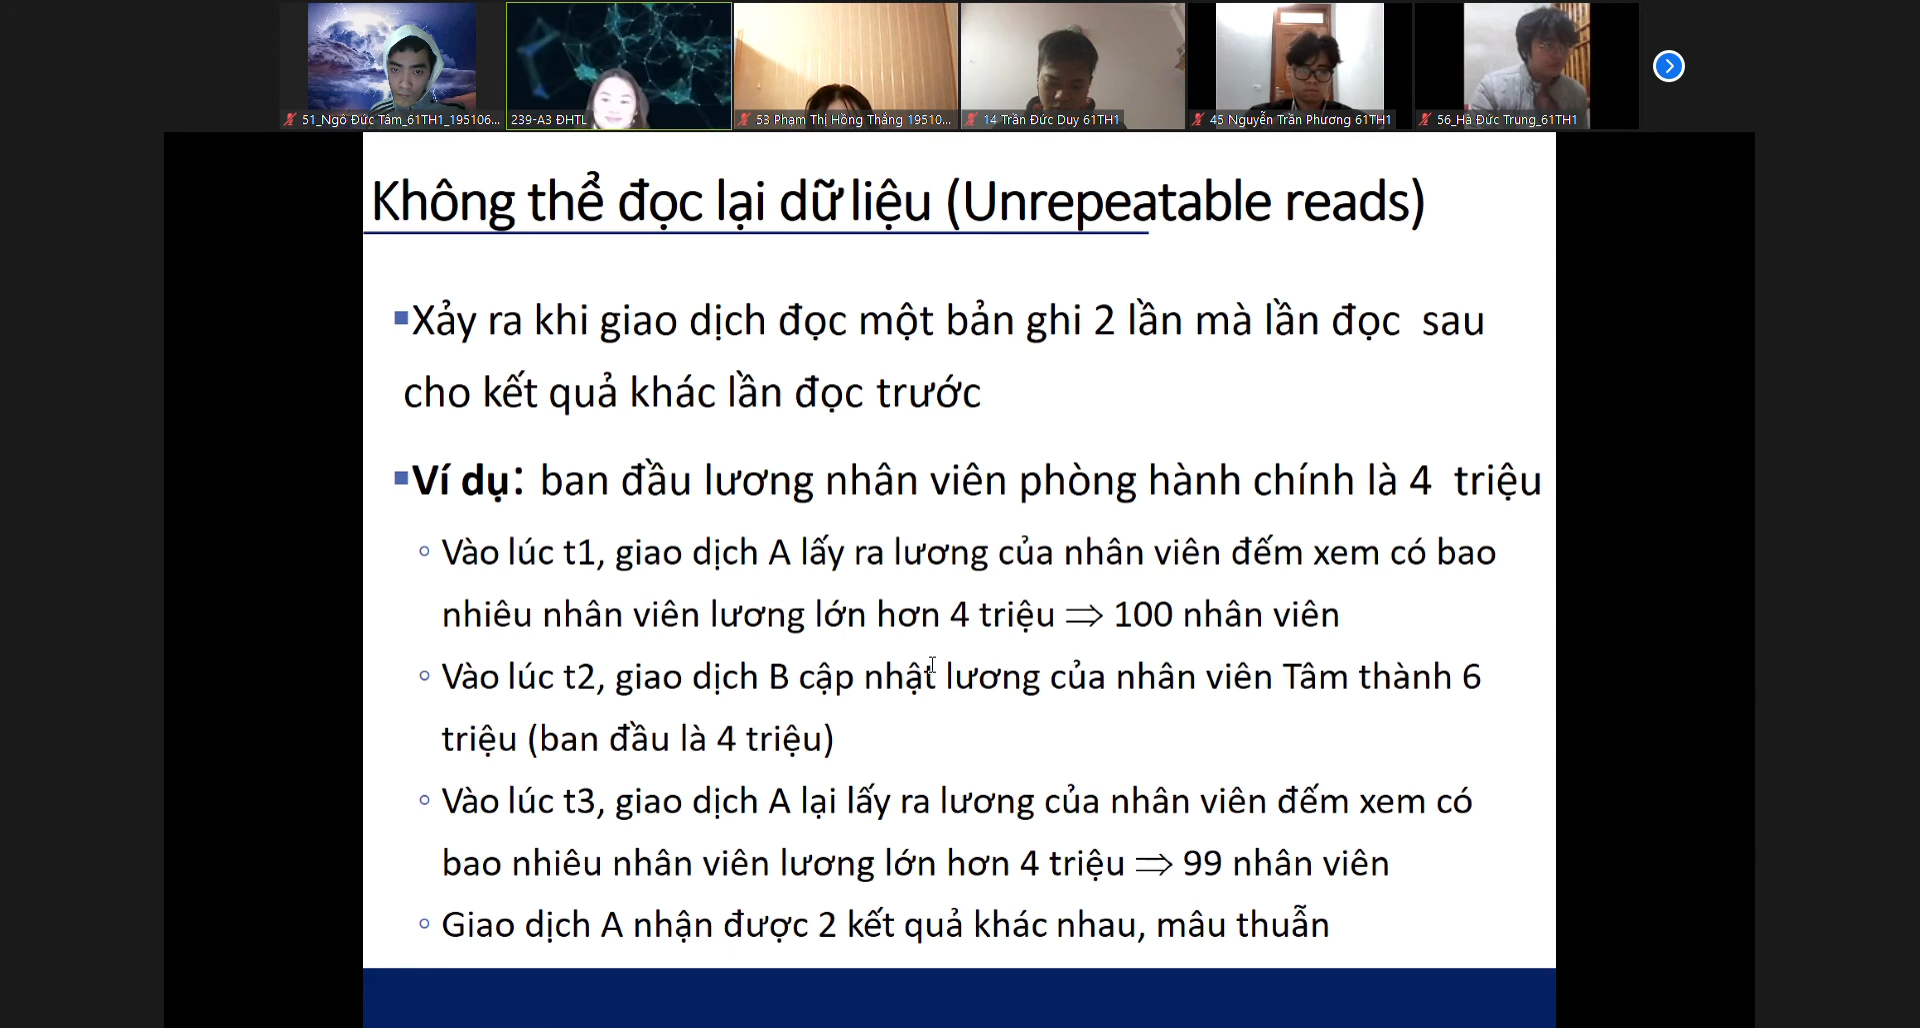 51_Ngô Đức Tâm_61TH1_195106...
239-A3 ĐHTL
53 Phạm Thị Hồng Thắng 19510...
14 Trần Đức Duy 61TH1
45 Nguyễn Trần Phương 61TH1
56_Hà Đức Trung_61TH1
Không thể đọc lại dữ liệu (Unrepeatable reads)
▪Xảy ra khi giao dịch đọc một bản ghi 2 lần mà lần đọc sau
cho kết quả khác lần đọc trước
▪Ví dụ: ban đầu lương nhân viên phòng hành chính là 4 triệu
◦ Vào lúc t1, giao dịch A lấy ra lương của nhân viên đếm xem có bao
nhiêu nhân viên lương lớn hơn 4 triệu ⇒ 100 nhân viên
◦ Vào lúc t2, giao dịch B cập nhật lương của nhân viên Tâm thành 6
triệu (ban đầu là 4 triệu)
◦ Vào lúc t3, giao dịch A lại lấy ra lương của nhân viên đếm xem có
bao nhiêu nhân viên lương lớn hơn 4 triệu ⇒ 99 nhân viên
◦ Giao dịch A nhận được 2 kết quả khác nhau, mâu thuẫn